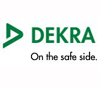 DEKRA
On the safe side.